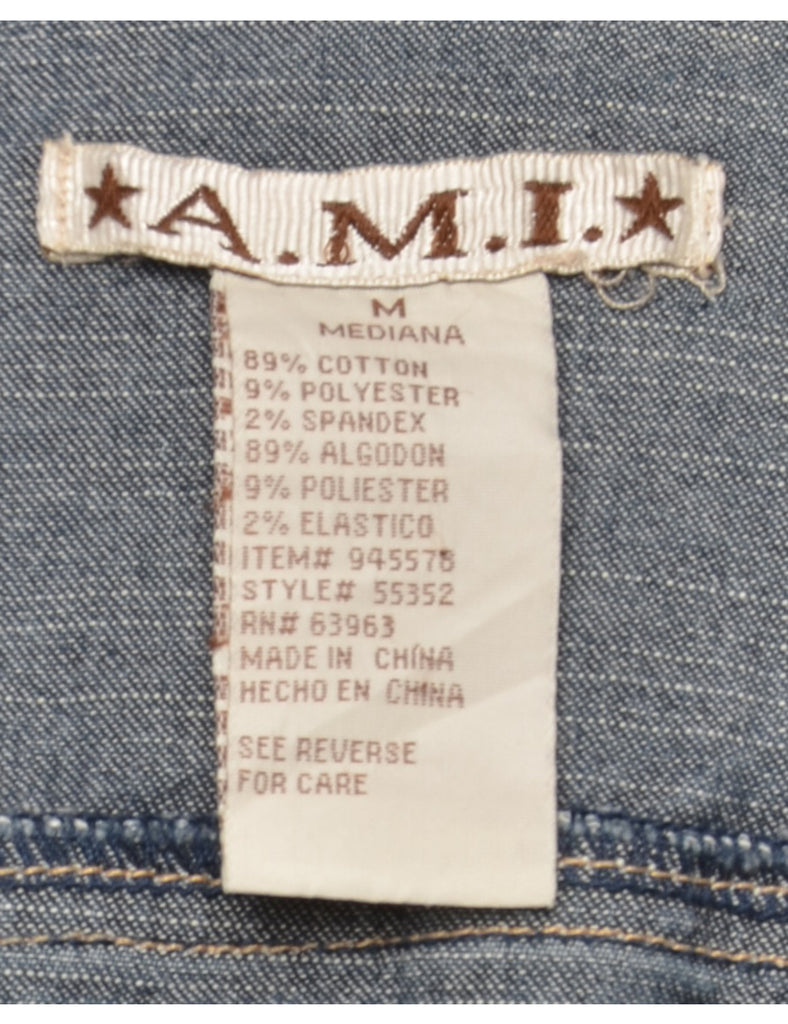 ★A.M.I.★
M
MEDIANA
89% COTTON
9% POLYESTER
2% SPANDEX
89% ALGODON
9% POLIESTER
2% ELASTICO
ITEM# 945578
STYLE# 55352
RN# 63963
MADE IN CHINA
HECHO EN CHINA
SEE REVERSE
FOR CARE